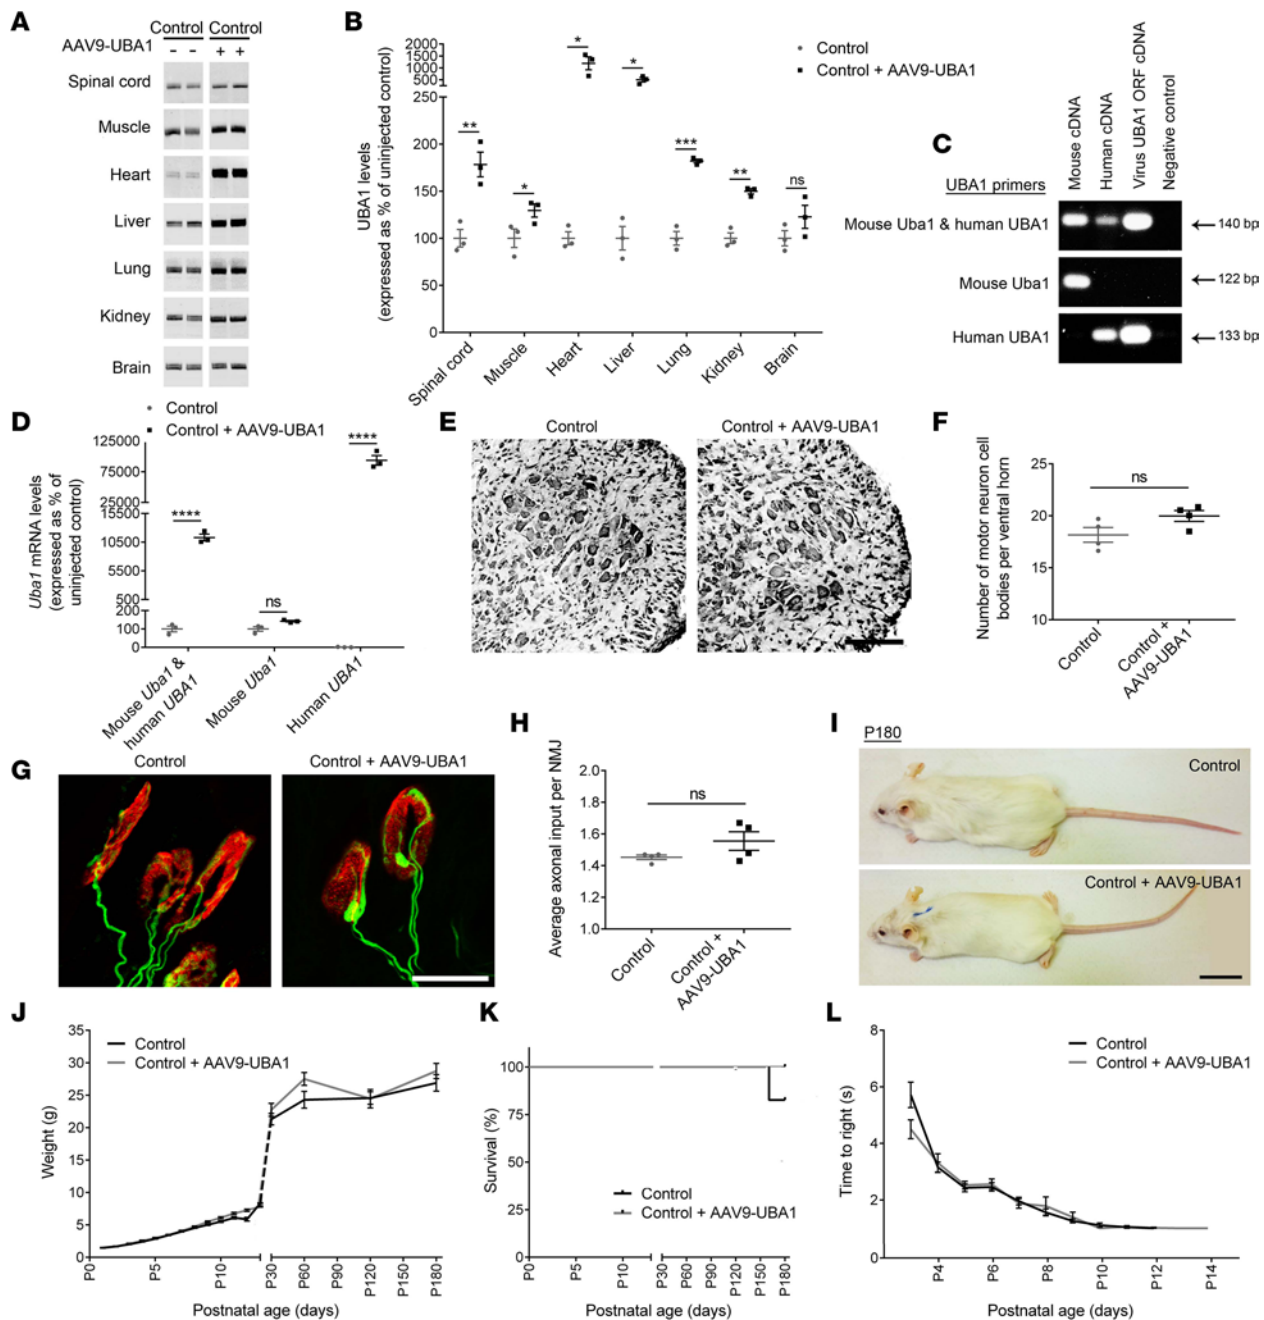 A
Control Control
AAV9-UBA1 - - + +
Spinal cord
Muscle
Heart
Liver
Lung
Kidney
Brain
B
UBA1 levels
(expressed as % of uninjected control)
2000
1500
1000
500
250
200
150
100
50
0
** * * * *** ** ns
Control
Control + AAV9-UBA1
Spinal cord
Muscle
Heart
Liver
Lung
Kidney
Brain
C
Mouse cDNA
Human cDNA
Virus UBA1 ORF cDNA
Negative control
UBA1 primers
Mouse Uba1 & human UBA1 ← 140 bp
Mouse Uba1 ← 122 bp
Human UBA1 ← 133 bp
D
Control
Control + AAV9-UBA1
Uba1 mRNA levels
(expressed as % of
uninjected control)
125000
75000
25000
15500
10500
5500
500
200
100
0
**** ns ****
Mouse Uba1 &
human UBA1
Mouse Uba1
Human UBA1
E
Control Control + AAV9-UBA1
F
Number of motor neuron cell
bodies per ventral horn
25
20
15
10
ns
Control
Control +
AAV9-UBA1
G
Control Control + AAV9-UBA1
H
Average axonal input per NMJ
2.0
1.8
1.6
1.4
1.2
1.0
ns
Control
Control +
AAV9-UBA1
I
P180
Control
Control + AAV9-UBA1
J
Weight (g)
35
30
25
20
15
10
5
0
Control
Control + AAV9-UBA1
P0 P5 P10 P30 P60 P90 P120 P150 P180
Postnatal age (days)
K
Survival (%)
100
75
50
25
0
Control
Control + AAV9-UBA1
P0 P5 P10 P30 P60 P90 P120 P150 P180
Postnatal age (days)
L
Time to right (s)
8
6
4
2
0
Control
Control + AAV9-UBA1
P4 P6 P8 P10 P12 P14
Postnatal age (days)